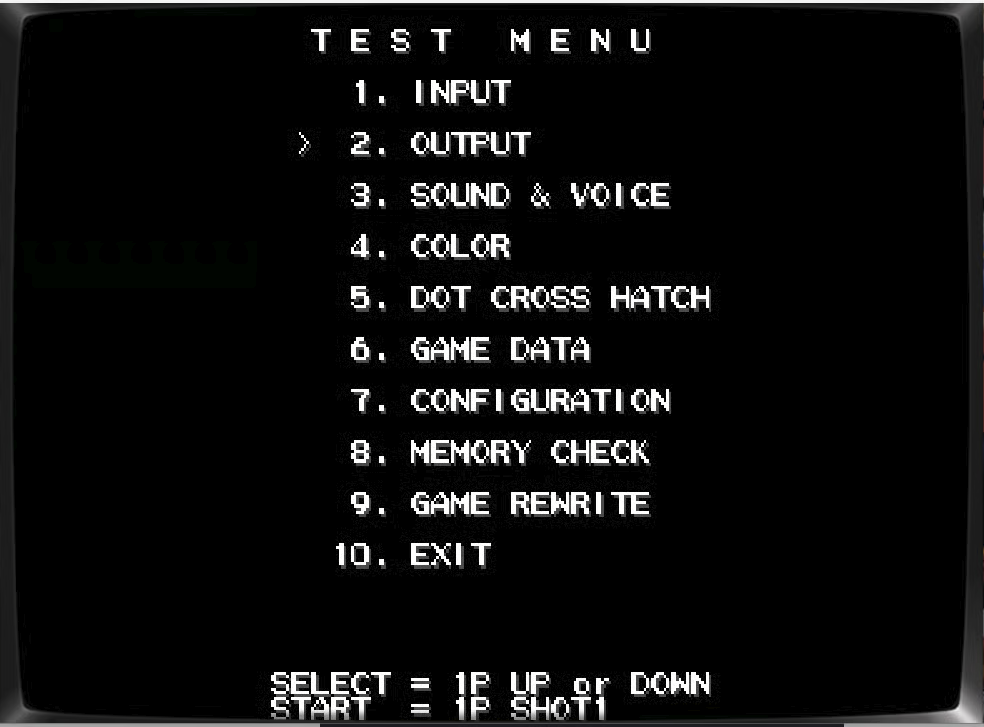 TEST MENU
1. INPUT
> 2. OUTPUT
3. SOUND & VOICE
4. COLOR
5. DOT CROSS HATCH
6. GAME DATA
7. CONFIGURATION
8. MEMORY CHECK
9. GAME REWRITE
10. EXIT
SELECT = 1P UP or DOWN
START = 1P SHOT1